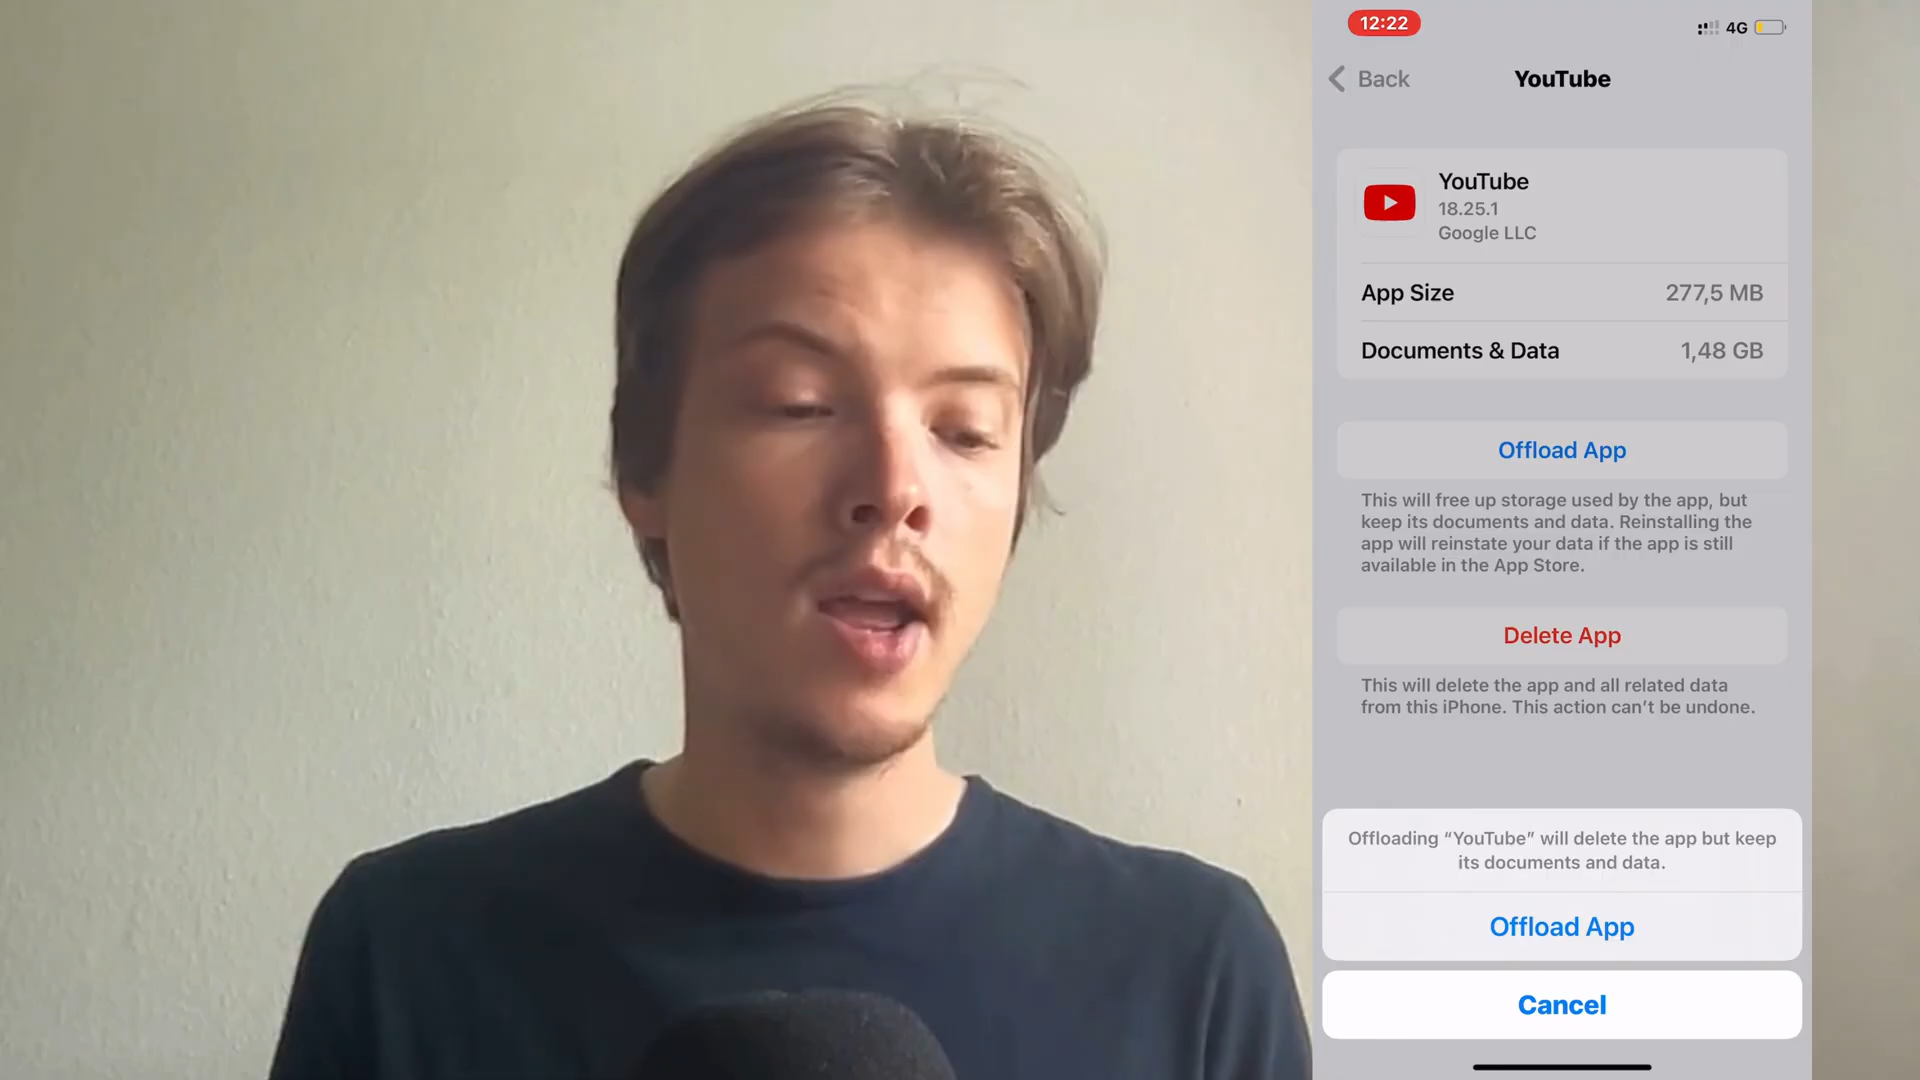 12:22
4G
Back
YouTube
YouTube
18.25.1
Google LLC
App Size
277,5 MB
Documents & Data
1,48 GB
Offload App
This will free up storage used by the app, but
keep its documents and data. Reinstalling the
app will reinstate your data if the app is still
available in the App Store.
Delete App
This will delete the app and all related data
from this iPhone. This action can’t be undone.
Offloading “YouTube” will delete the app but keep
its documents and data.
Offload App
Cancel